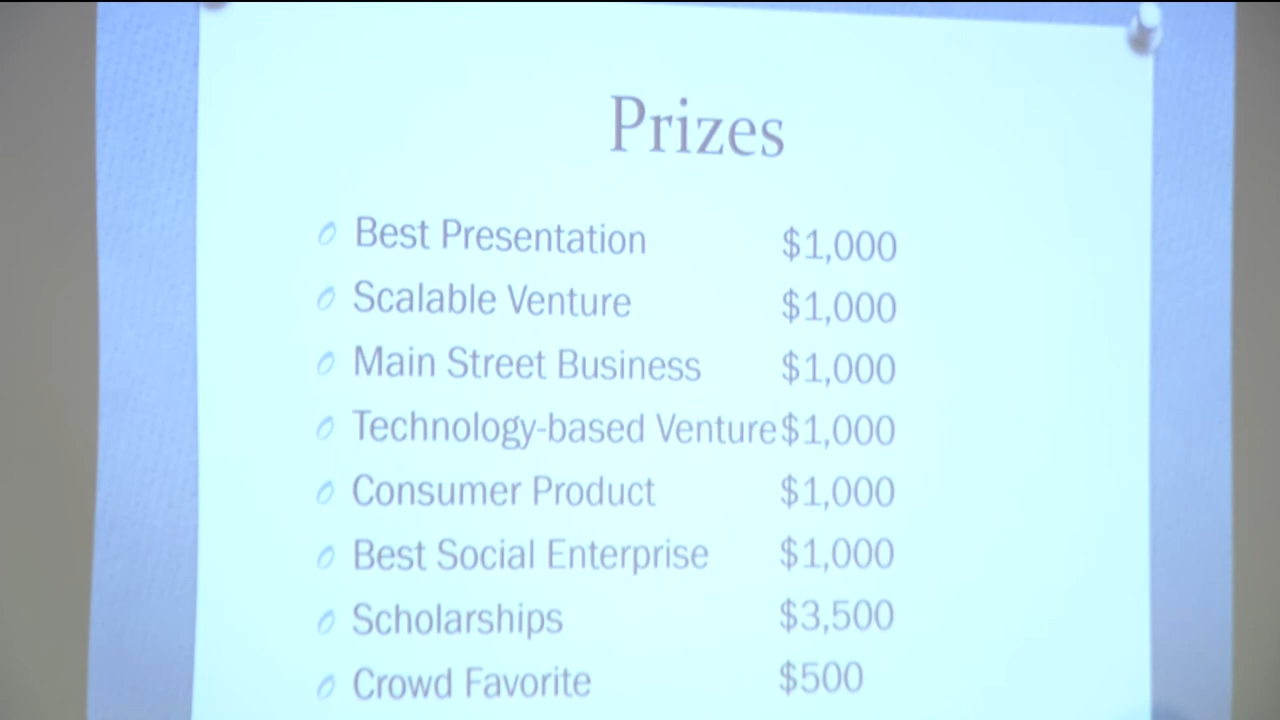 Prizes
Best Presentation $1,000
Scalable Venture $1,000
Main Street Business $1,000
Technology-based Venture $1,000
Consumer Product $1,000
Best Social Enterprise $1,000
Scholarships $3,500
Crowd Favorite $500